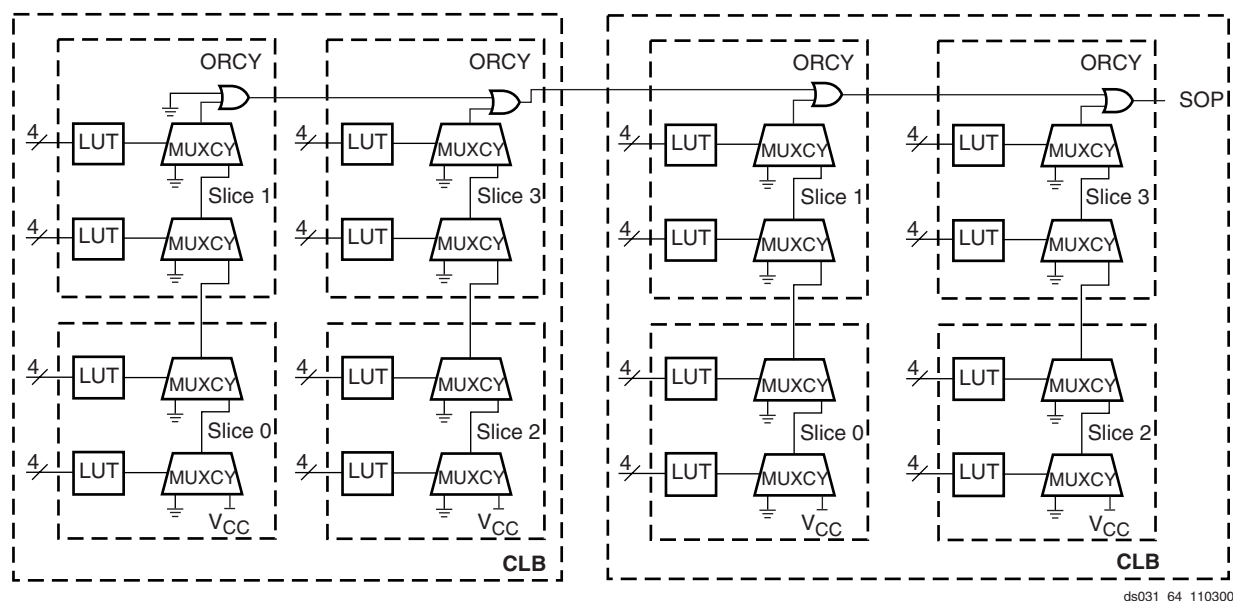 ORCY ORCY ORCY ORCY
SOP
4 LUT MUXCY 4 LUT MUXCY 4 LUT MUXCY 4 LUT MUXCY
Slice 1 Slice 3 Slice 1 Slice 3
4 LUT MUXCY 4 LUT MUXCY 4 LUT MUXCY 4 LUT MUXCY
4 LUT MUXCY 4 LUT MUXCY 4 LUT MUXCY 4 LUT MUXCY
Slice 0 Slice 2 Slice 0 Slice 2
4 LUT MUXCY 4 LUT MUXCY 4 LUT MUXCY 4 LUT MUXCY
VCC VCC VCC VCC
CLB CLB
ds031_64_110300